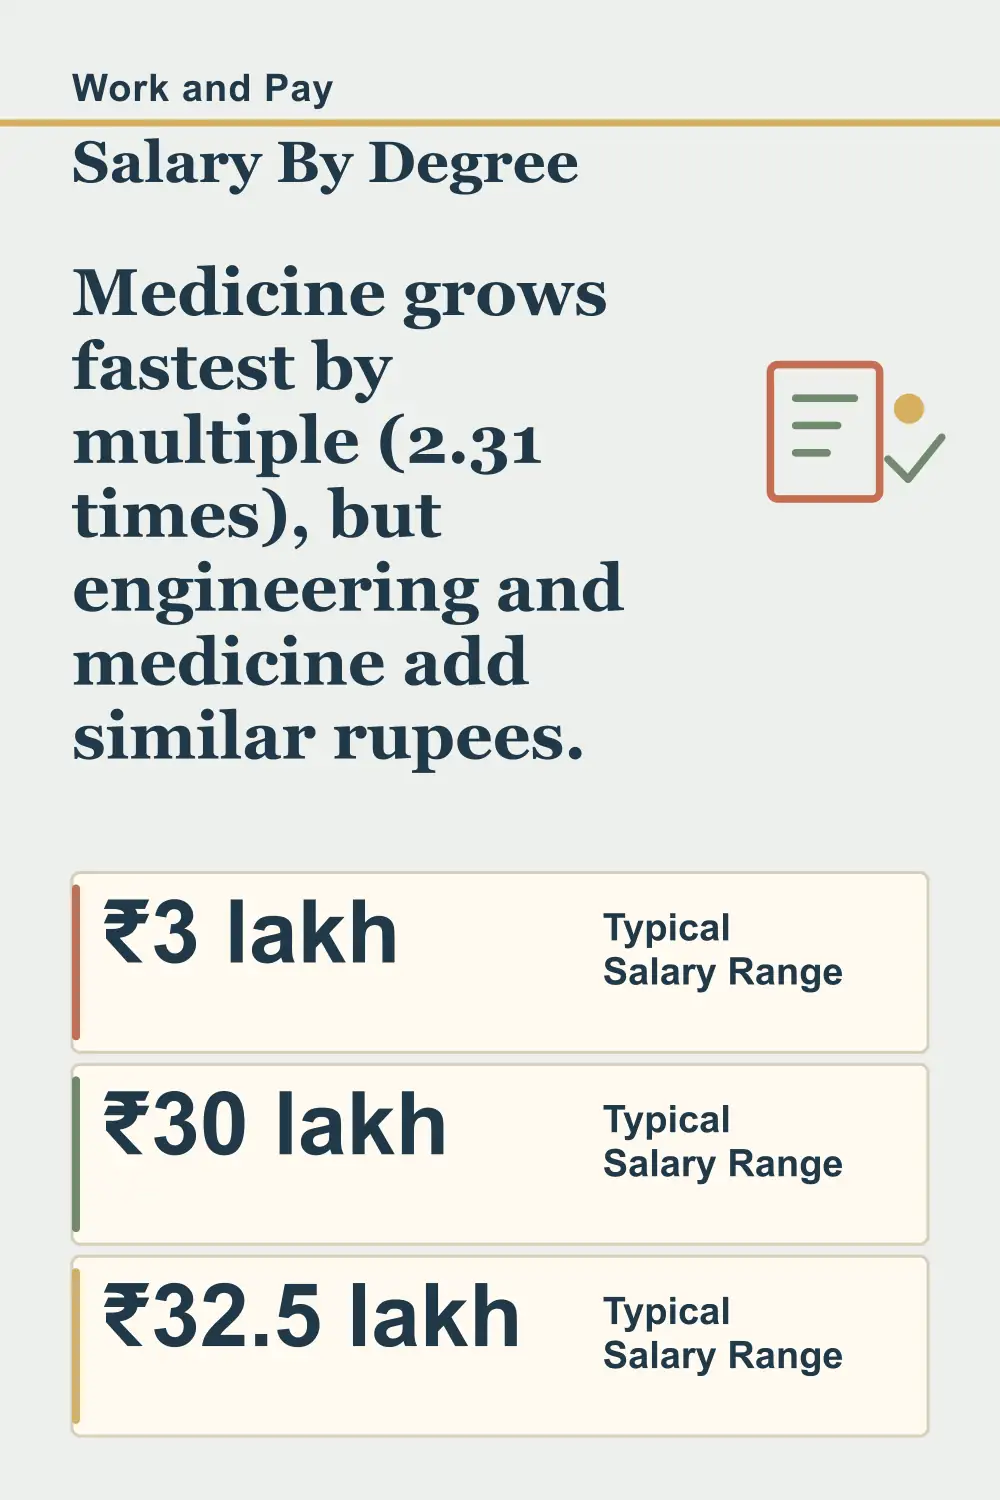 Work and Pay
Salary By Degree
Medicine grows
fastest by
multiple (2.31
times), but
engineering and
medicine add
similar rupees.
₹3 lakh
Typical
Salary Range
₹30 lakh
Typical
Salary Range
₹32.5 lakh
Typical
Salary Range